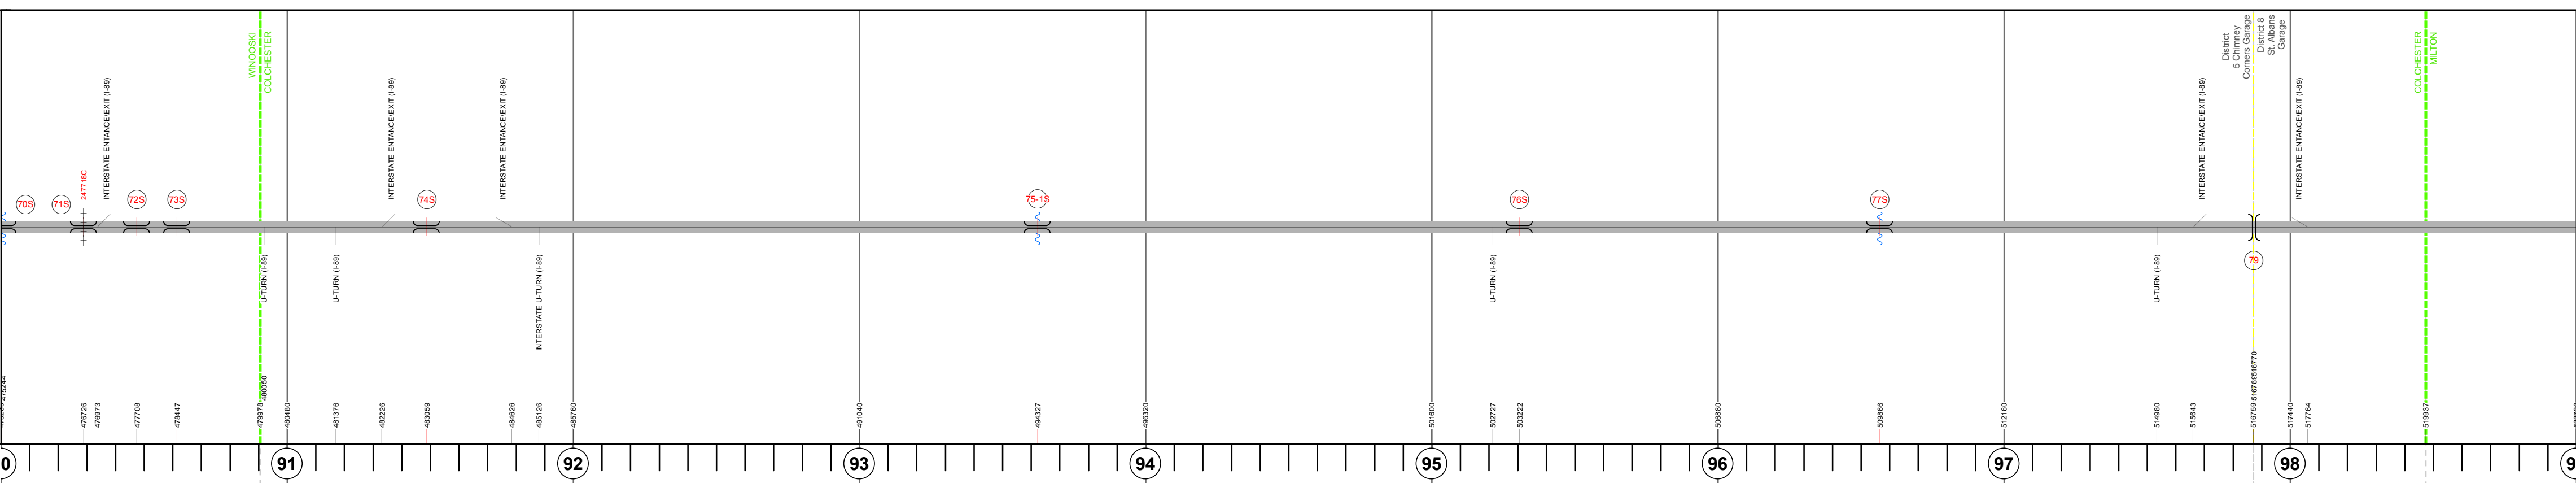 WINOOSKI
COLCHESTER
District
5 Chimney
Corners Garage
District 8
St. Albans
Garage
COLCHESTER
MILTON
INTERSTATE ENTANCE\EXIT (I-89)
INTERSTATE ENTANCE\EXIT (I-89)
INTERSTATE ENTANCE\EXIT (I-89)
INTERSTATE ENTANCE\EXIT (I-89)
INTERSTATE ENTANCE\EXIT (I-89)
70S
71S
247718C
72S
73S
74S
75-1S
76S
77S
79
U-TURN (I-89)
U-TURN (I-89)
INTERSTATE U-TURN (I-89)
U-TURN (I-89)
U-TURN (I-89)
475244
476726
476973
477708
478447
479978
480050
480480
481376
482226
483059
484626
485126
485760
491040
494327
496320
501600
502727
503222
506880
509866
512160
514980
515643
516759
516770
517440
517764
519937
0
91
92
93
94
95
96
97
98
9